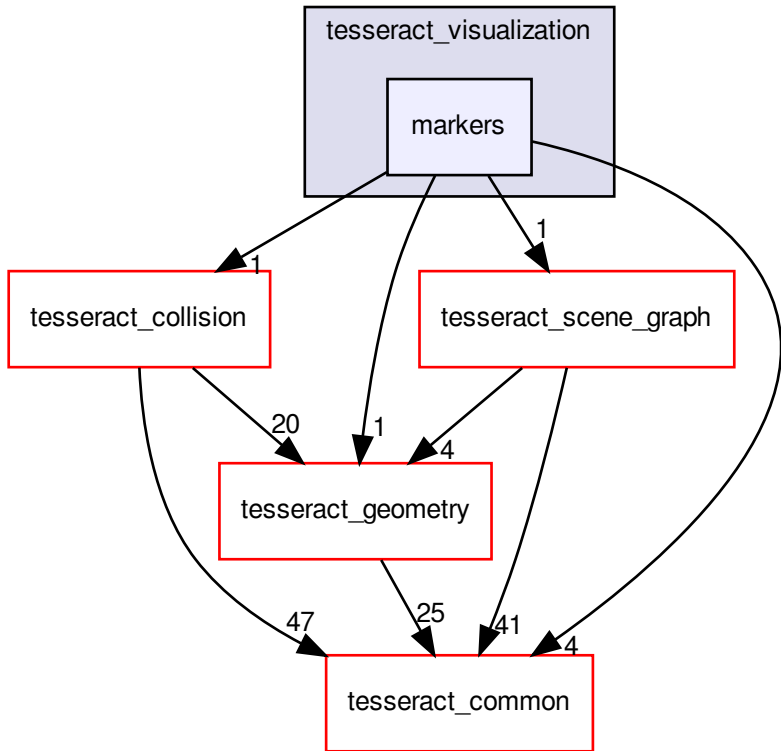 tesseract_visualization
markers
1
1
tesseract_collision
tesseract_scene_graph
20
1
4
tesseract_geometry
47
25
41
4
tesseract_common